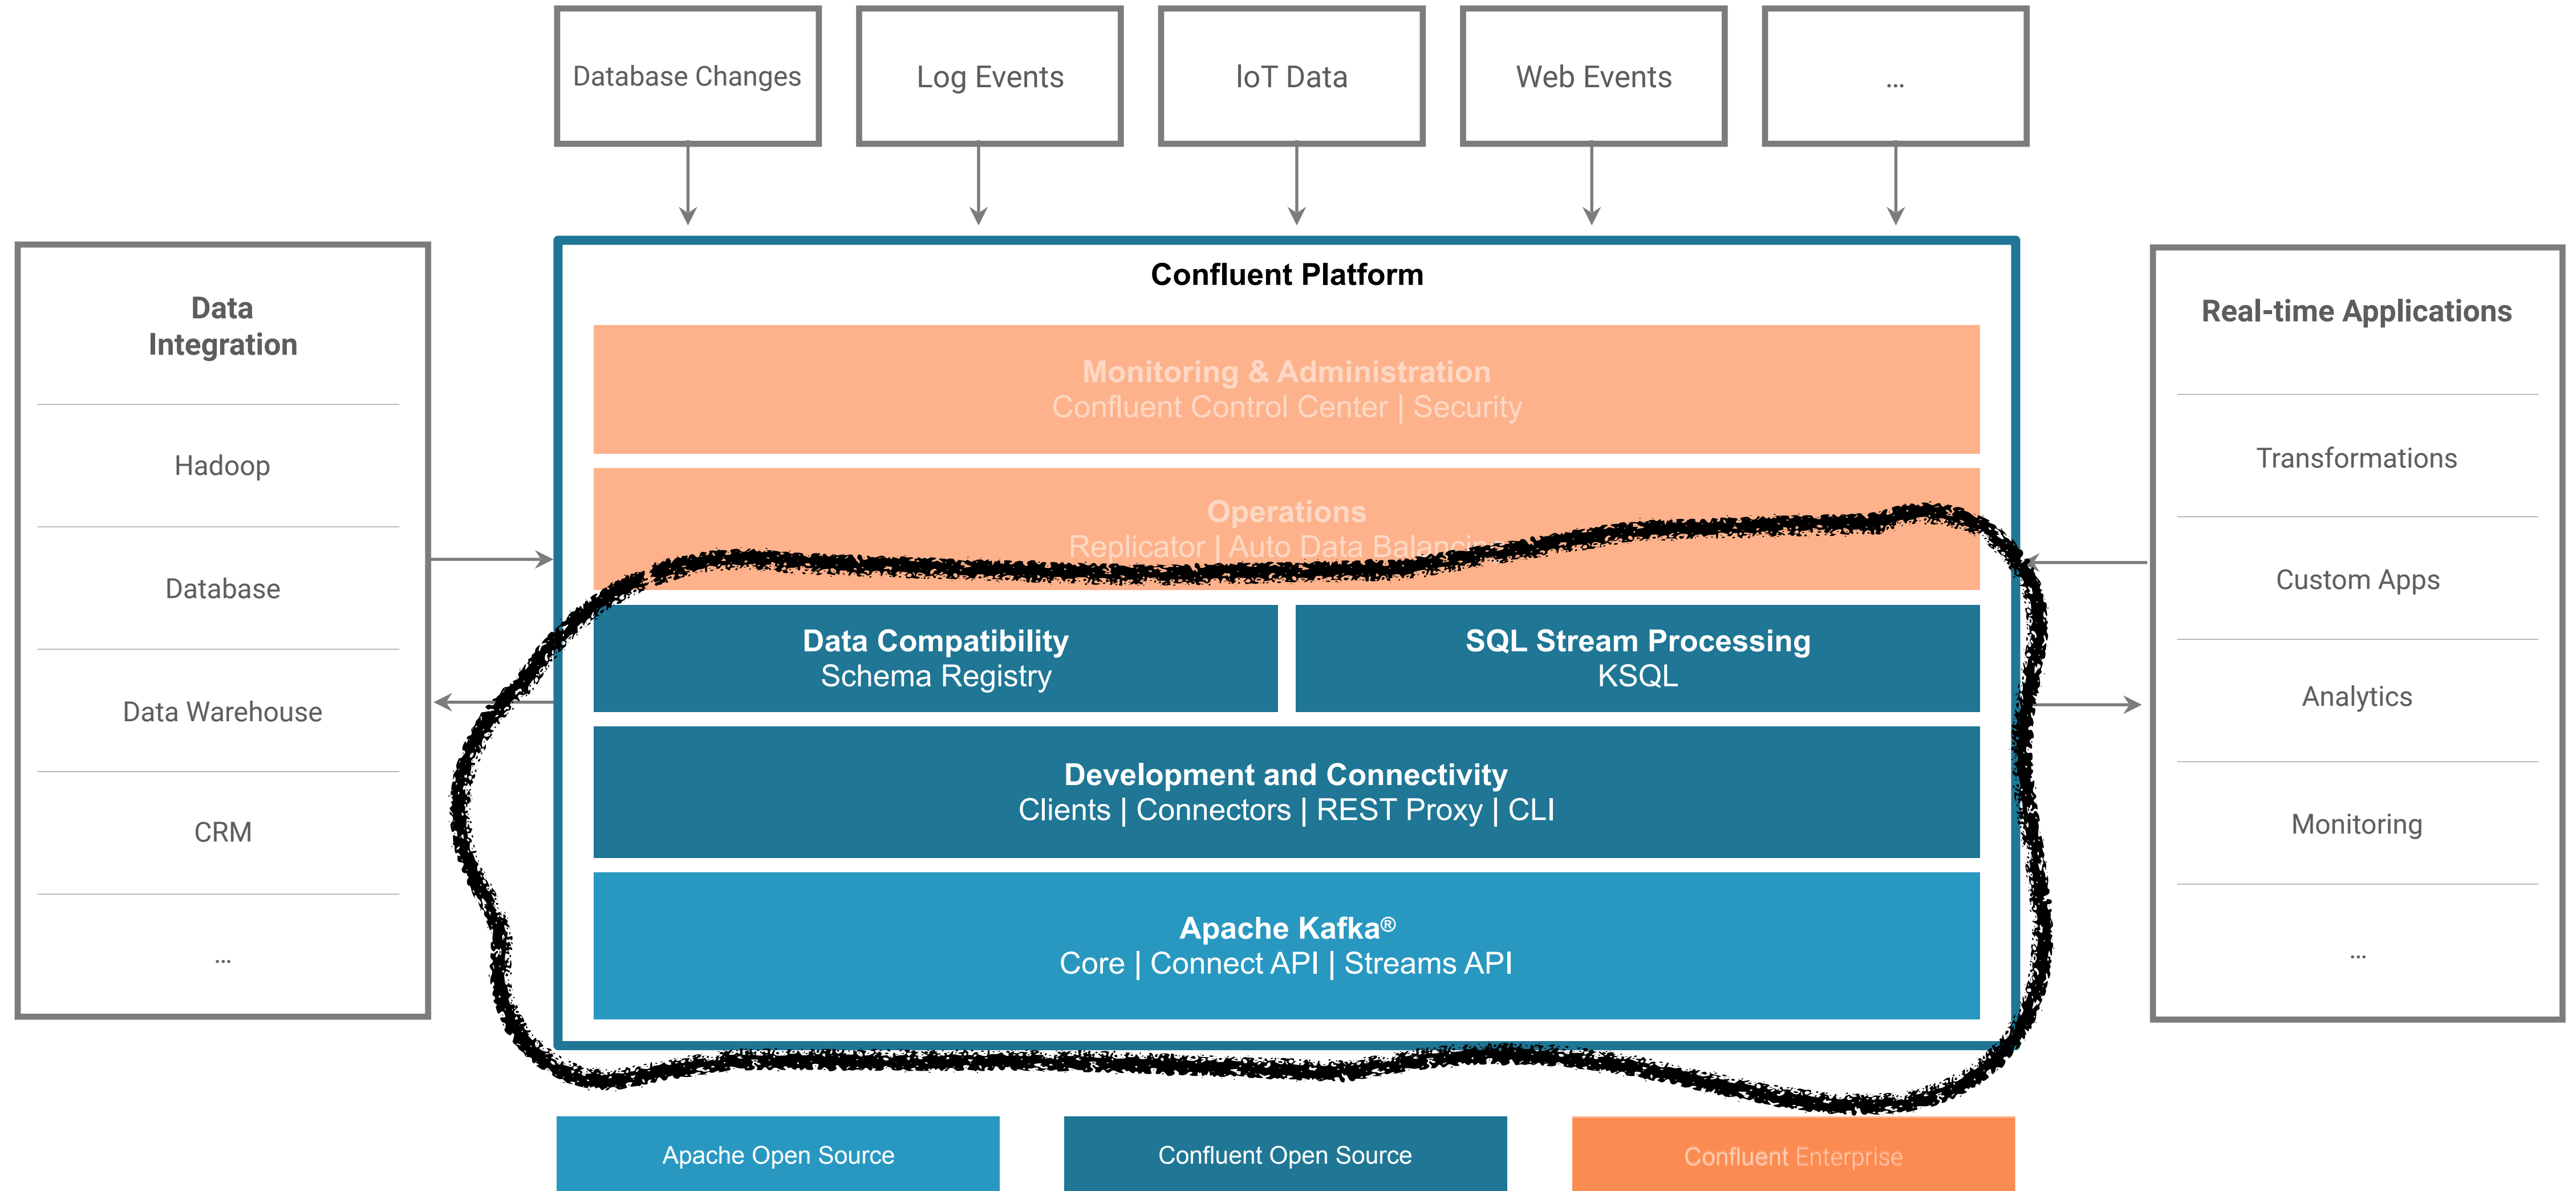 Database Changes
Log Events
IoT Data
Web Events
...
Data
Integration
Hadoop
Database
Data Warehouse
CRM
...
Confluent Platform
Monitoring & Administration
Confluent Control Center | Security
Operations
Replicator | Auto Data
Data Compatibility
Schema Registry
SQL Stream Processing
KSQL
Development and Connectivity
Clients | Connectors | REST Proxy | CLI
Apache Kafka®
Core | Connect API | Streams API
Real-time Applications
Transformations
Custom Apps
Analytics
Monitoring
...
Apache Open Source
Confluent Open Source
Confluent Enterprise